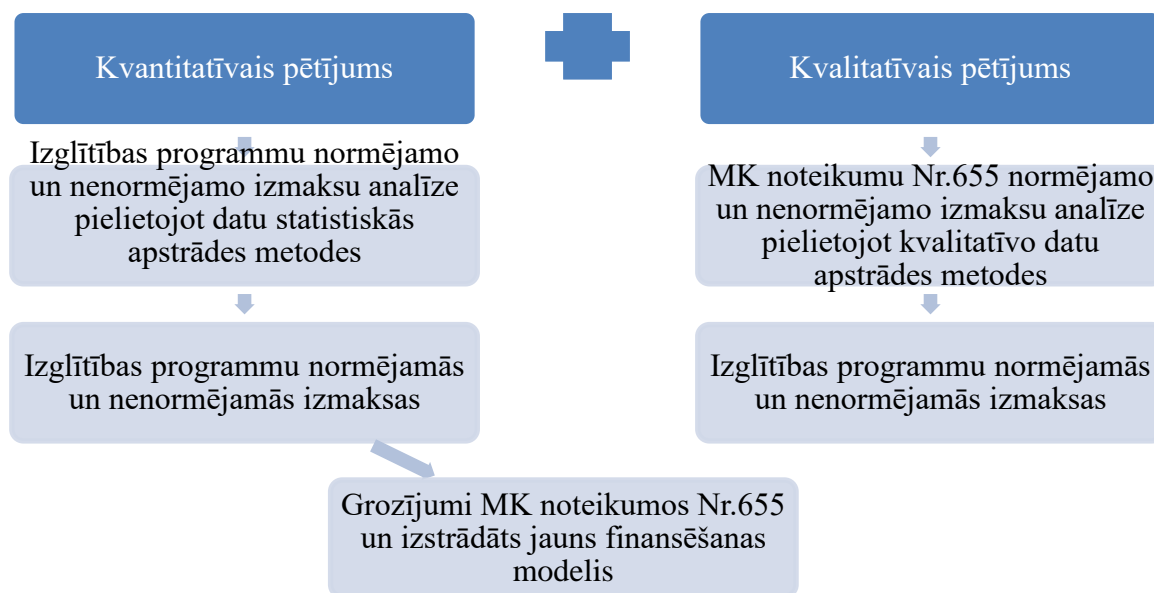 Kvantitatīvais pētījums
Kvalitatīvais pētījums
Izglītības programmu normējamo
un nenormējamo izmaksu analīze
pielietojot datu statistiskās
apstrādes metodes
MK noteikumu Nr.655 normējamo
un nenormējamo izmaksu analīze
pielietojot kvalitatīvo datu
apstrādes metodes
Izglītības programmu normējamās
un nenormējamās izmaksas
Izglītības programmu normējamās
un nenormējamās izmaksas
Grozījumi MK noteikumos Nr.655
un izstrādāts jauns finansēšanas
modelis